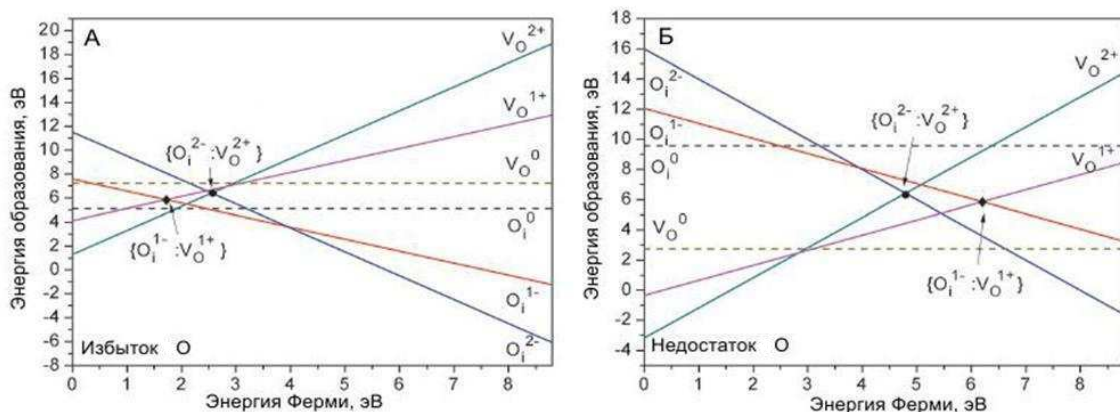 А
Энергия образования, эВ
20
18
16
14
12
10
8
6
4
2
0
-2
-4
-6
-8
V_O^2+
V_O^1+
{O_i^2- :V_O^2+}
V_O^0
O_i^0
{O_i^1- :V_O^1+}
O_i^1-
O_i^2-
Избыток O
0 1 2 3 4 5 6 7 8
Энергия Ферми, эВ
Б
Энергия образования, эВ
18
16
14
12
10
8
6
4
2
0
-2
-4
V_O^2+
O_i^2-
{O_i^2- :V_O^2+}
O_i^1-
O_i^0
V_O^1+
V_O^0
{O_i^1- :V_O^1+}
Недостаток O
0 1 2 3 4 5 6 7 8
Энергия Ферми, эВ